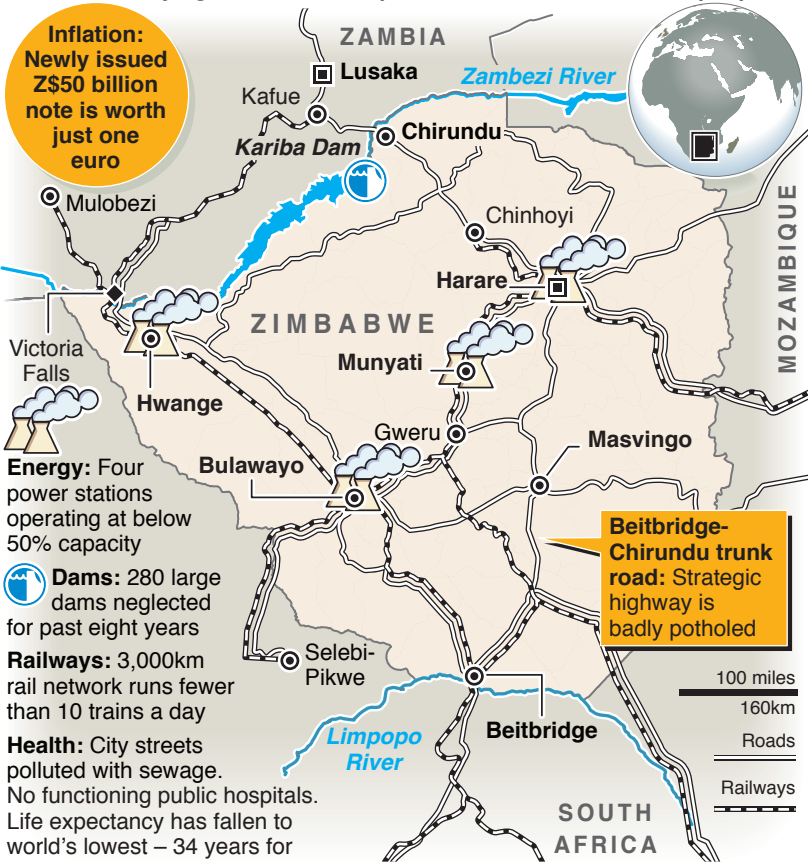 Inflation:
Newly issued
Z$50 billion
note is worth
just one
euro
ZAMBIA
Lusaka
Zambezi River
Kafue
Kariba Dam
Chirundu
Mulobezi
Chinhoyi
MOZAMBIQUE
Harare
ZIMBABWE
Victoria
Falls
Munyati
Hwange
Gweru
Masvingo
Bulawayo
Energy: Four
power stations
operating at below
50% capacity
Beitbridge-
Chirundu trunk
road: Strategic
highway is
badly potholed
Dams: 280 large
dams neglected
for past eight years
Railways: 3,000km
rail network runs fewer
than 10 trains a day
Selebi-
Pikwe
100 miles
160km
Roads
Railways
Beitbridge
Limpopo
River
Health: City streets
polluted with sewage.
No functioning public hospitals.
Life expectancy has fallen to
world's lowest – 34 years for
SOUTH
AFRICA